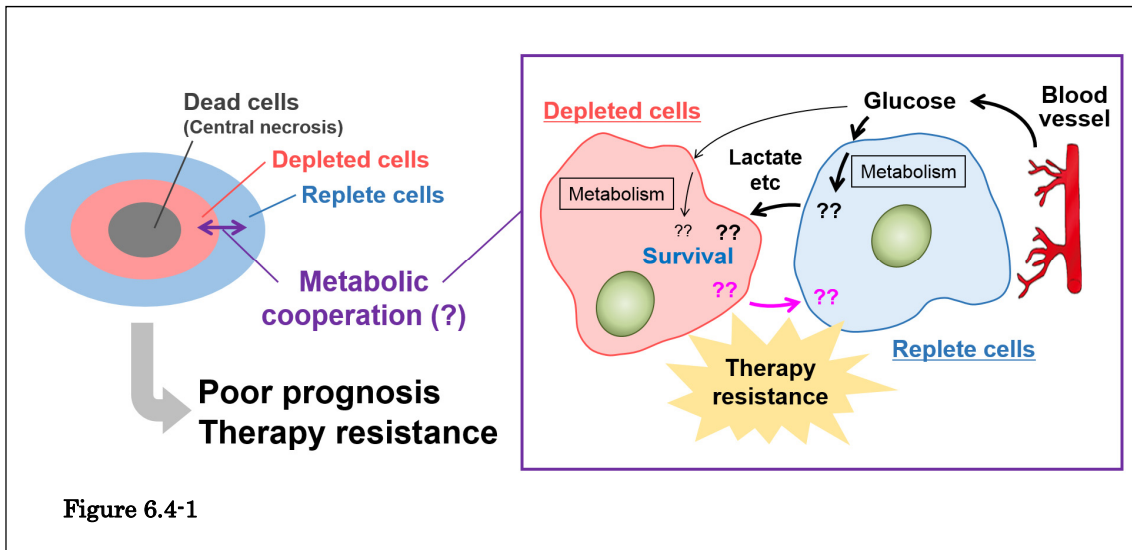 Dead cells
(Central necrosis)
Depleted cells
Replete cells
Metabolic
cooperation (?)
Poor prognosis
Therapy resistance
Depleted cells
Glucose
Blood
vessel
Lactate
etc
Metabolism
Metabolism
??
??
??
Survival
??
??
Therapy
resistance
Replete cells
Figure 6.4-1